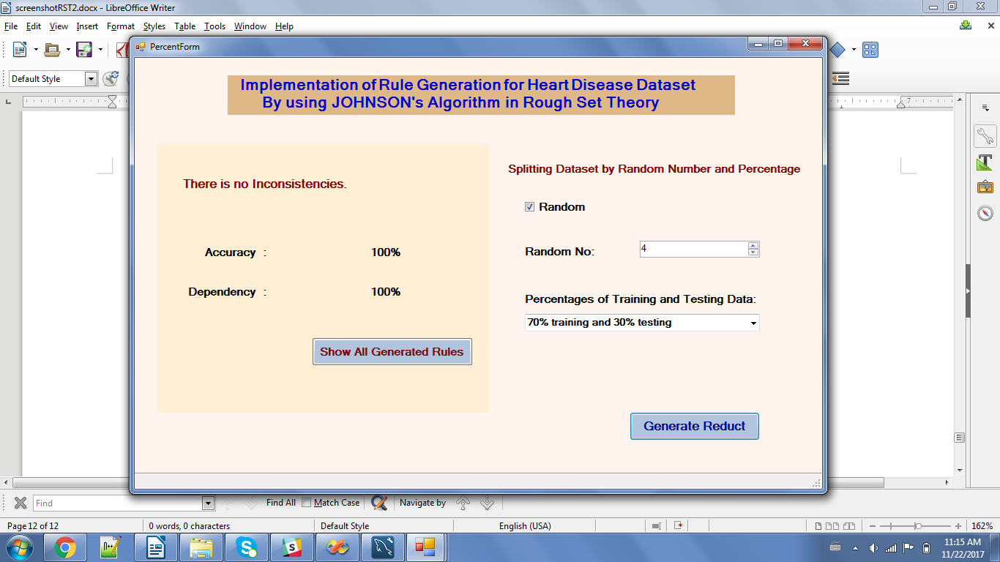 screenshotRST2.docx - LibreOffice Writer
File Edit View Insert Format Styles Table Tools Window Help
PercentForm
Default Style
7
Implementation of Rule Generation for Heart Disease Dataset
By using JOHNSON's Algorithm in Rough Set Theory
There is no Inconsistencies.
Accuracy : 100%
Dependency : 100%
Show All Generated Rules
Splitting Dataset by Random Number and Percentage
Random
Random No: 4
Percentages of Training and Testing Data:
70% training and 30% testing
Generate Reduct
Find Find All Match Case Navigate by
Page 12 of 12 0 words, 0 characters Default Style English (USA) 162%
11:15 AM
11/22/2017